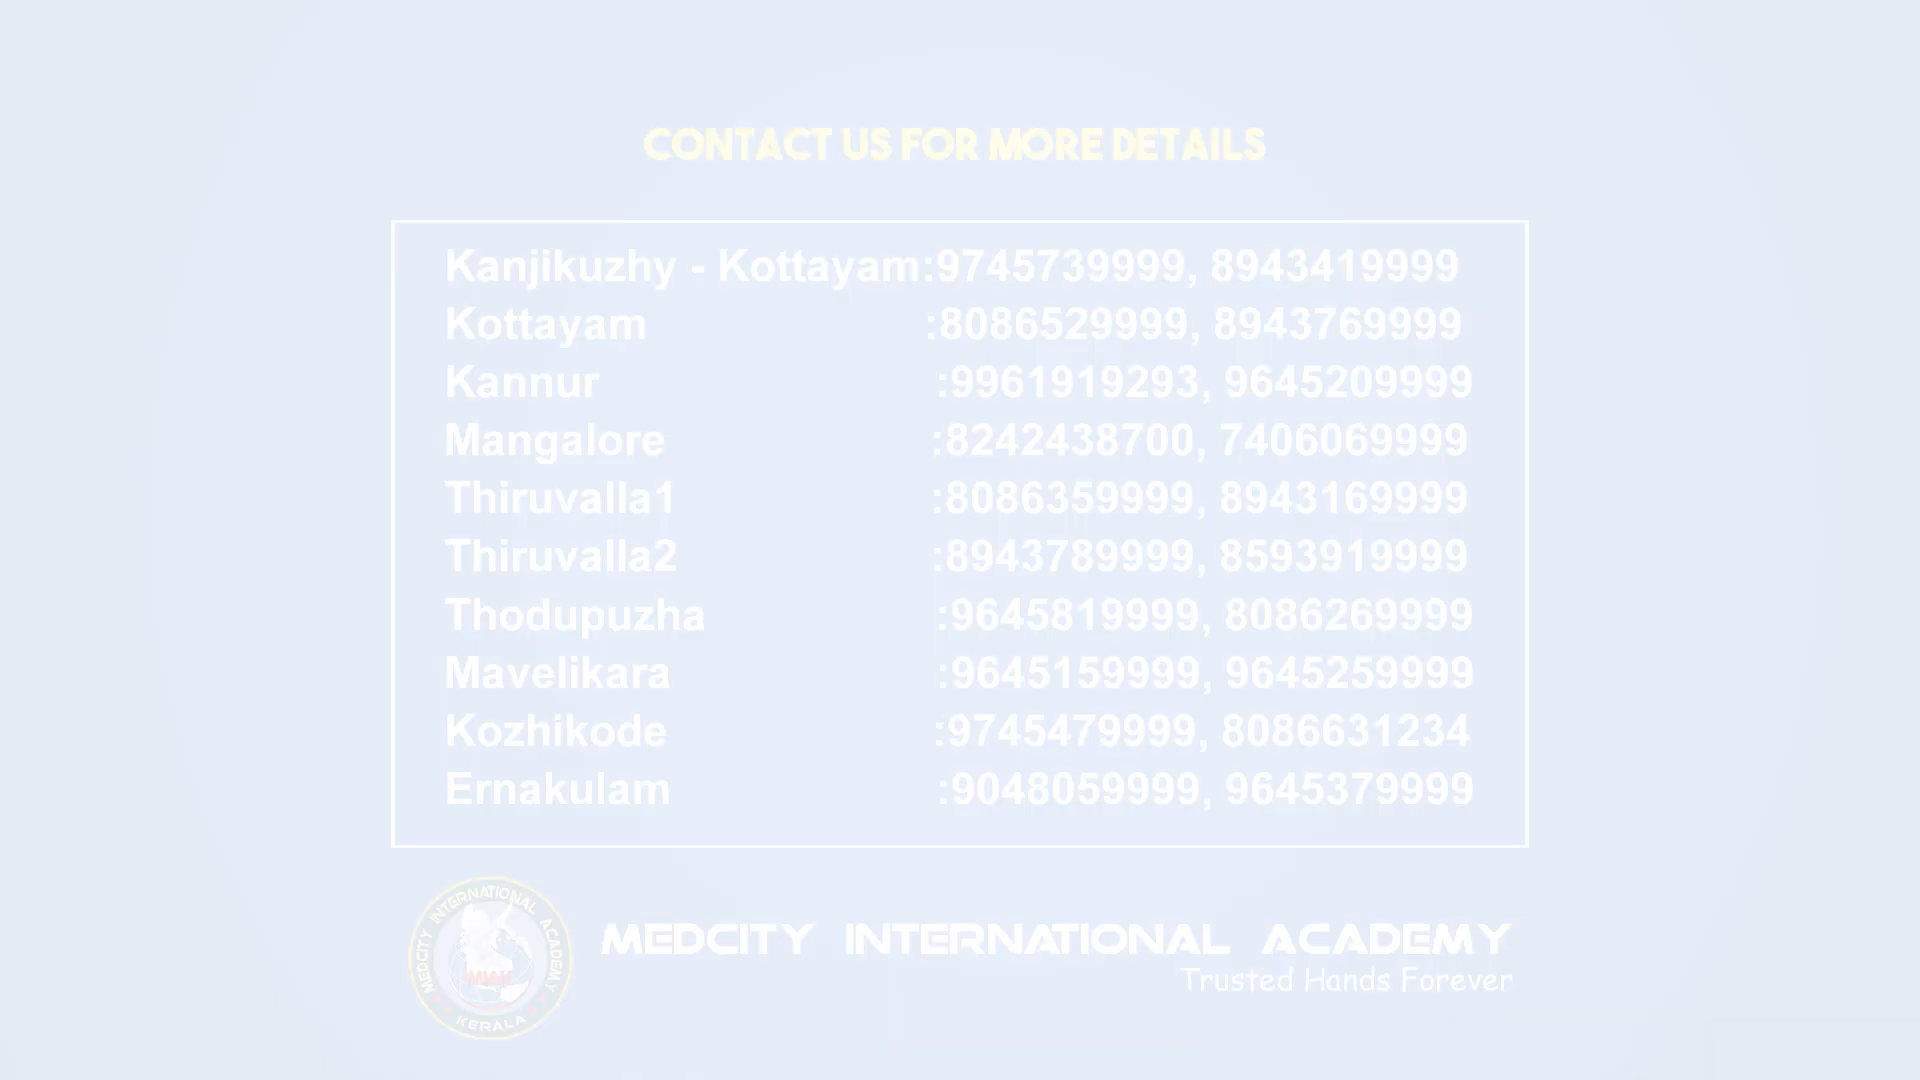 CONTACT US FOR MORE DETAILS
Kanjikuzhy - Kottayam:9745739999, 8943419999
Kottayam :8086529999, 8943769999
Kannur :9961919293, 9645209999
Mangalore :8242438700, 7406069999
Thiruvalla1 :8086359999, 8943169999
Thiruvalla2 :8943789999, 8593919999
Thodupuzha :9645819999, 8086269999
Mavelikara :9645159999, 9645259999
Kozhikode :9745479999, 8086631234
Ernakulam :9048059999, 9645379999
MEDCITY INTERNATIONAL ACADEMY
KERALA
MEDCITY INTERNATIONAL ACADEMY
Trusted Hands Forever